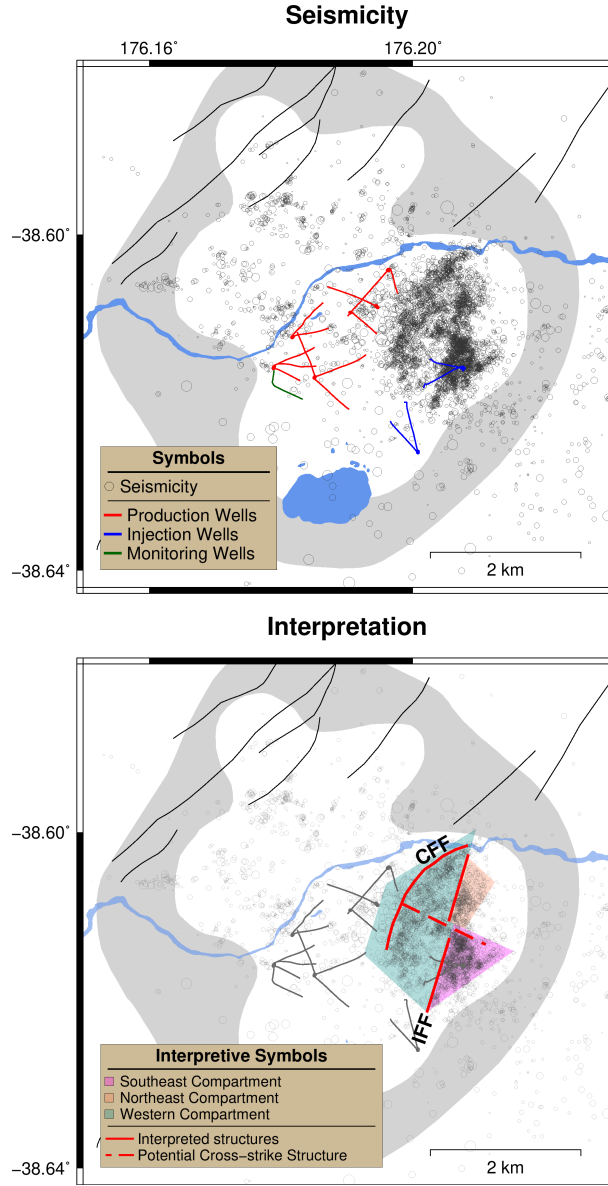 Seismicity
176.16˚ 176.20˚
−38.60˚
Symbols
Seismicity
Production Wells
Injection Wells
Monitoring Wells
2 km
−38.64˚
Interpretation
−38.60˚
CFF
IFF
Interpretive Symbols
Southeast Compartment
Northeast Compartment
Western Compartment
Interpreted structures
Potential Cross-strike Structure
2 km
−38.64˚